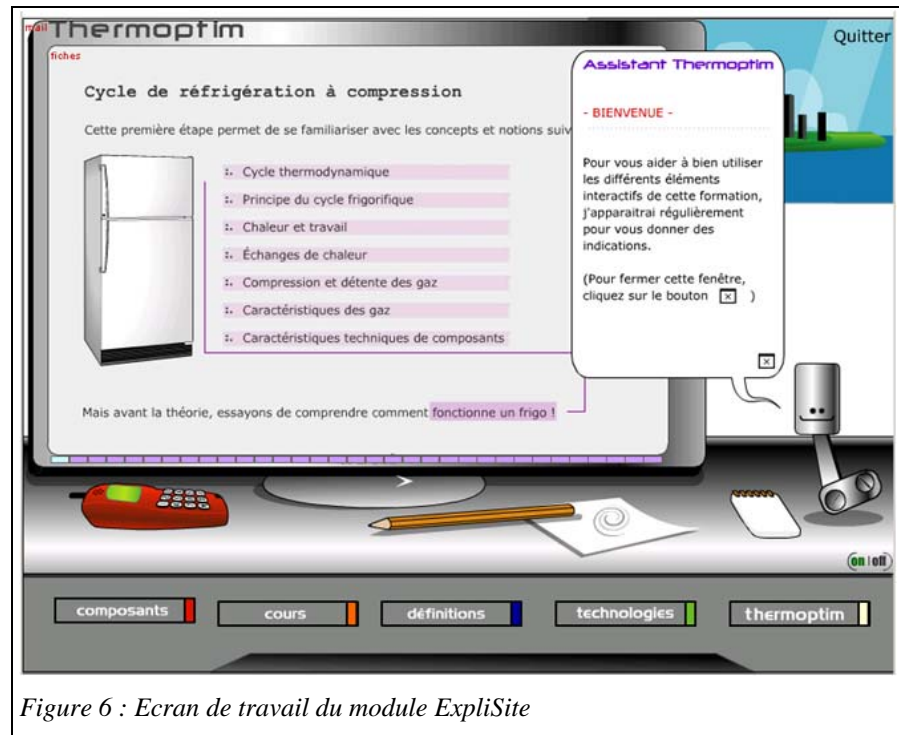 mail
Thermoptim
Quitter
fiches
Cycle de réfrigération à compression
Cette première étape permet de se familiariser avec les concepts et notions suiv
:. Cycle thermodynamique
:. Principe du cycle frigorifique
:. Chaleur et travail
:. Échanges de chaleur
:. Compression et détente des gaz
:. Caractéristiques des gaz
:. Caractéristiques techniques de composants
Mais avant la théorie, essayons de comprendre comment fonctionne un frigo !
Assistant Thermoptim
- BIENVENUE -
Pour vous aider à bien utiliser
les différents éléments
interactifs de cette formation,
j'apparaitrai régulièrement
pour vous donner des
indications.
(Pour fermer cette fenêtre,
cliquez sur le bouton x )
x
(on|off)
composants
cours
définitions
technologies
thermoptim
Figure 6 : Ecran de travail du module ExpliSite